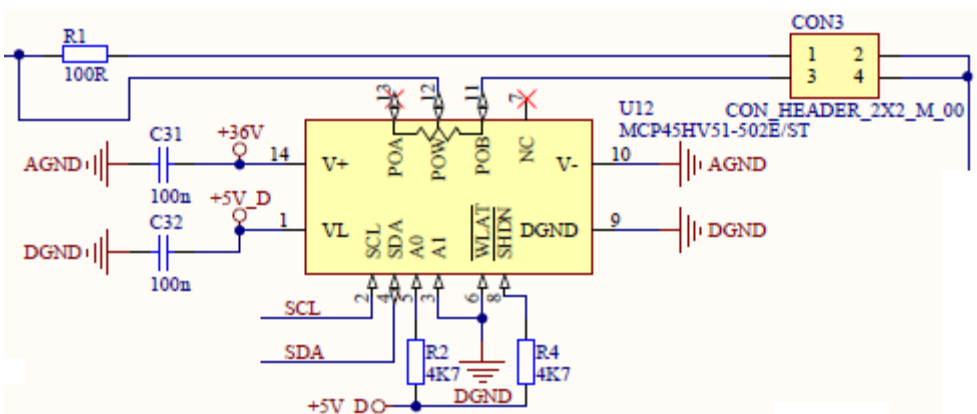 CON3
R1
100R
1 2
3 4
CON_HEADER_2X2_M_00
13
12
11
7
U12
MCP45HV51-502E/ST
C31
+36V
AGND
100n
14
V+
POA
POW
POB
NC
V-
10
AGND
C32
+5V_D
DGND
100n
1
VL
SCL
SDA
A0
A1
WLAT
SHDN
DGND
9
DGND
2
4
5
3
6
8
SCL
SDA
R2
4K7
R4
4K7
DGND
+5V_D